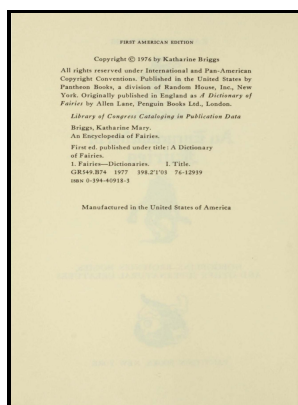 FIRST AMERICAN EDITION
Copyright © 1976 by Katharine Briggs
All rights reserved under International and Pan-American
Copyright Conventions. Published in the United States by
Pantheon Books, a division of Random House, Inc., New
York. Originally published in England as A Dictionary of
Fairies by Allen Lane, Penguin Books Ltd., London.
Library of Congress Cataloging in Publication Data
Briggs, Katharine Mary.
An Encyclopedia of Fairies.
First ed. published under title: A Dictionary
of Fairies.
1. Fairies—Dictionaries. I. Title.
GR549.B74 1977 398.2'1'03 76-12939
ISBN 0-394-40918-3
Manufactured in the United States of America